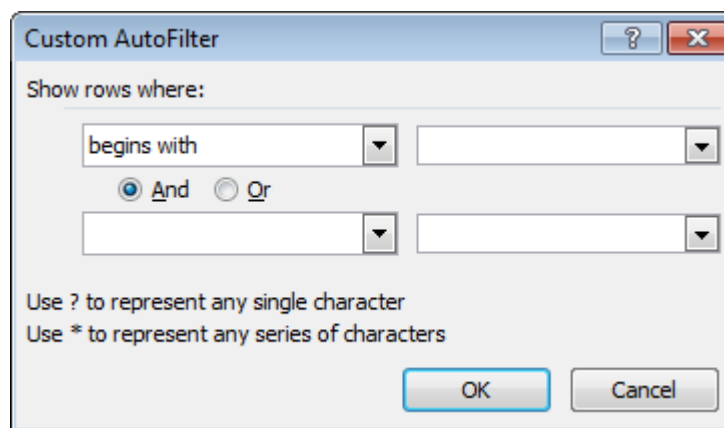 Custom AutoFilter ?
Show rows where:
begins with
And Or
Use ? to represent any single character
Use * to represent any series of characters
OK Cancel